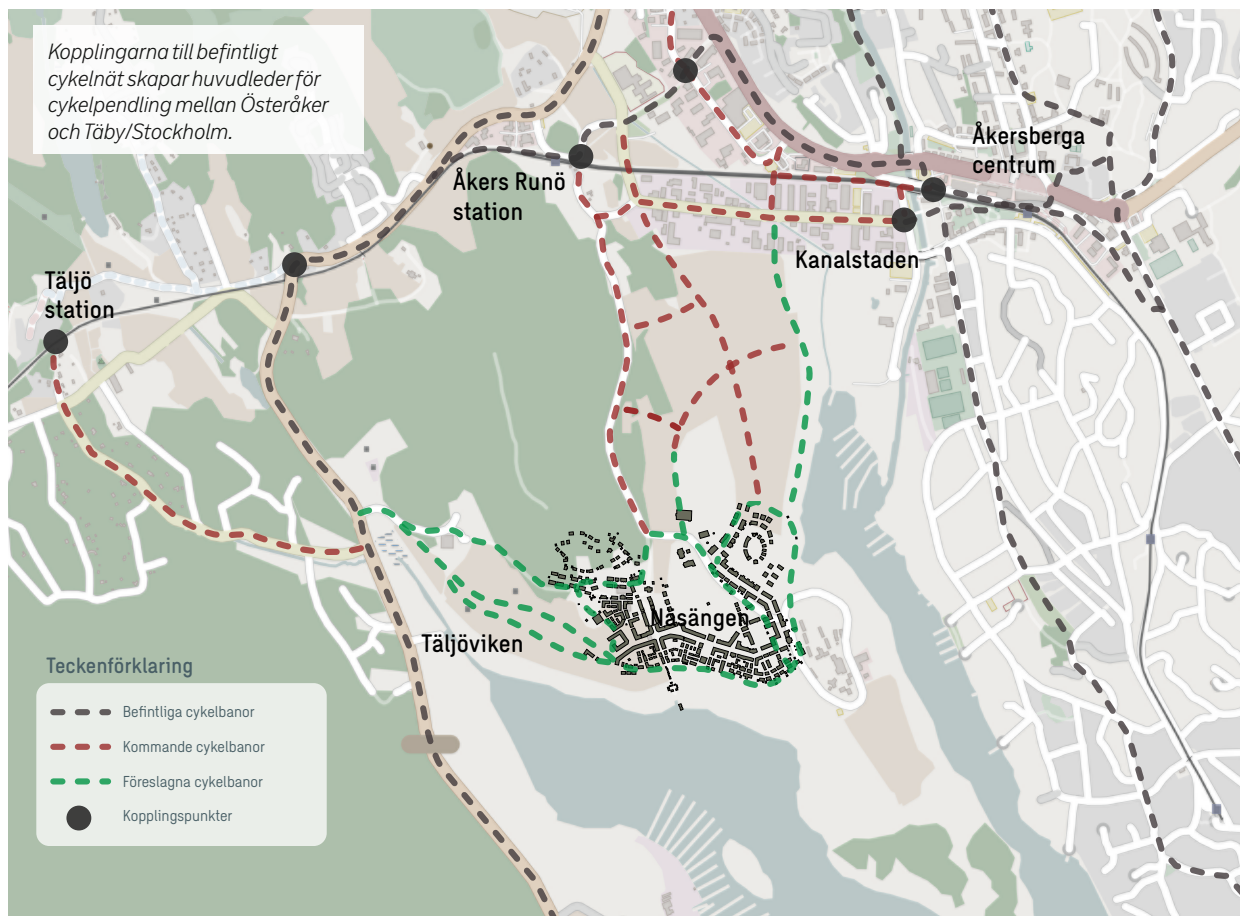 Kopplingarna till befintligt
cykelnät skapar huvudleder för
cykelpendling mellan Österåker
och Täby/Stockholm.
Åkersberga
centrum
Åkers Runö
station
Kanalstaden
Täljö
station
Näsängen
Täljöviken
Teckenförklaring
Befintliga cykelbanor
Kommande cykelbanor
Föreslagna cykelbanor
Kopplingspunkter